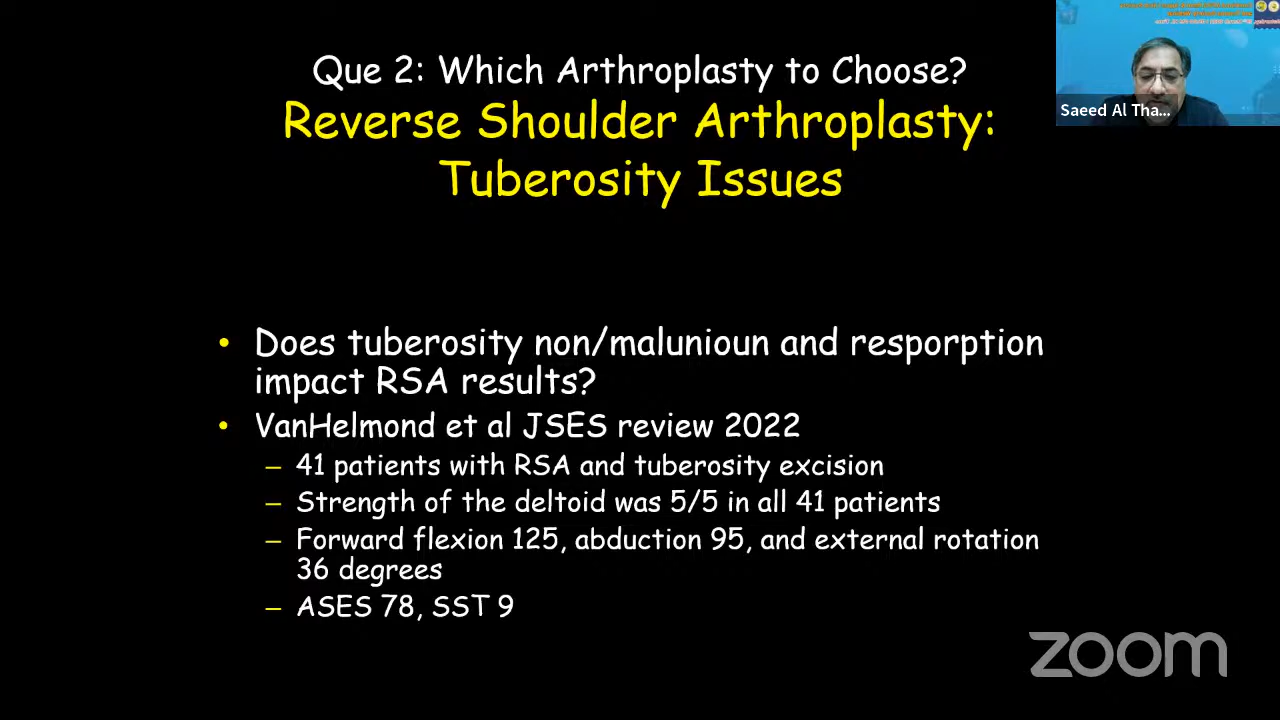 Que 2: Which Arthroplasty to Choose?
Reverse Shoulder Arthroplasty:
Tuberosity Issues
Saeed Al Tha...
• Does tuberosity non/malunioun and resporption
impact RSA results?
• VanHelmond et al JSES review 2022
– 41 patients with RSA and tuberosity excision
– Strength of the deltoid was 5/5 in all 41 patients
– Forward flexion 125, abduction 95, and external rotation
36 degrees
– ASES 78, SST 9
zoom